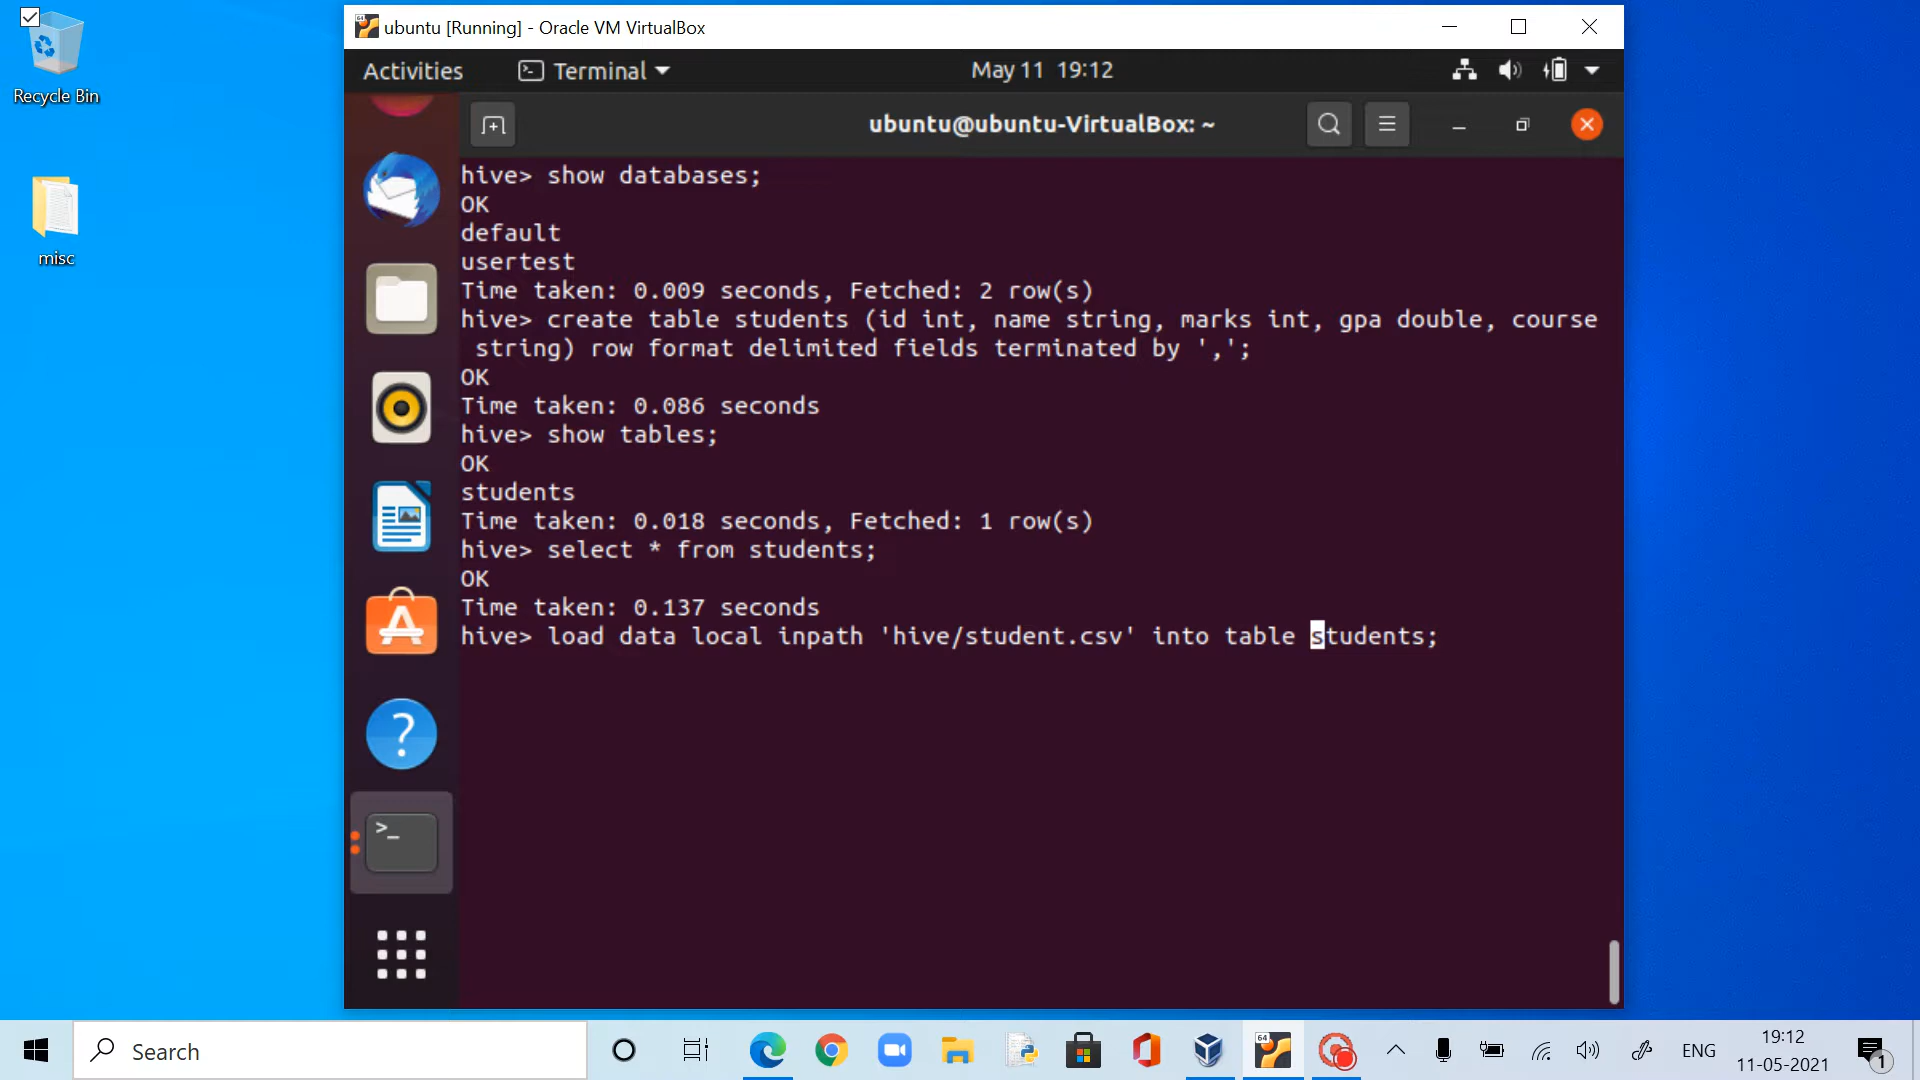 ubuntu [Running] - Oracle VM VirtualBox
Recycle Bin
misc
Activities
Terminal
May 11 19:12
ubuntu@ubuntu-VirtualBox: ~
hive> show databases;
OK
default
usertest
Time taken: 0.009 seconds, Fetched: 2 row(s)
hive> create table students (id int, name string, marks int, gpa double, course
string) row format delimited fields terminated by ',';
OK
Time taken: 0.086 seconds
hive> show tables;
OK
students
Time taken: 0.018 seconds, Fetched: 1 row(s)
hive> select * from students;
OK
Time taken: 0.137 seconds
hive> load data local inpath 'hive/student.csv' into table students;
>_
Search
64
ENG
19:12
11-05-2021
1